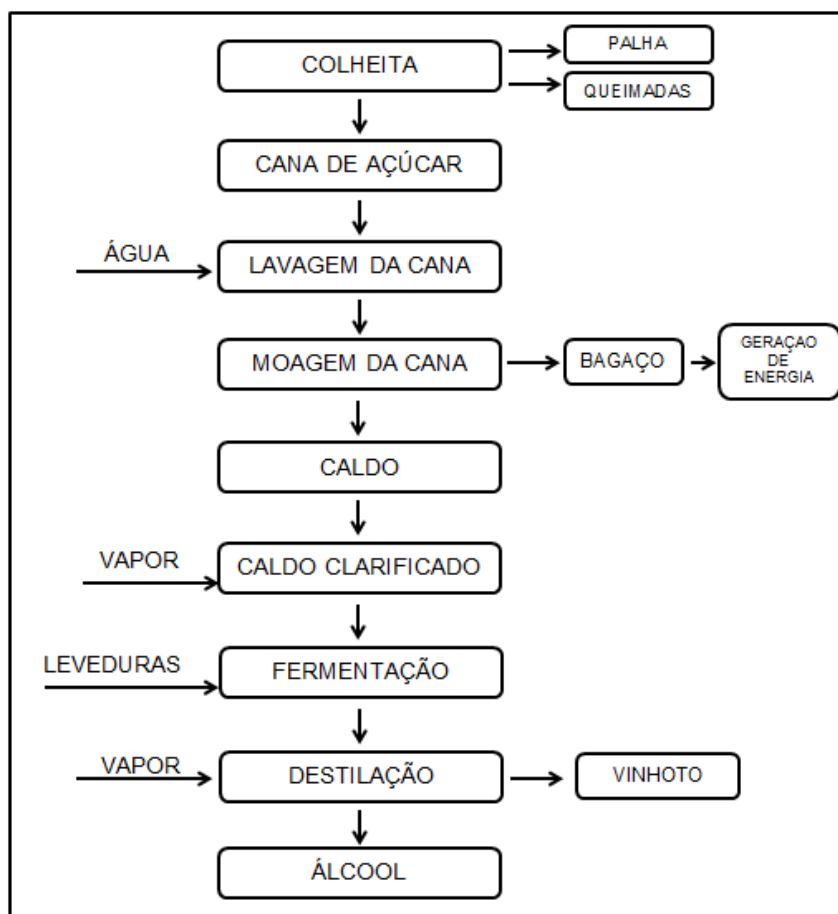 COLHEITA
PALHA
QUEIMADAS
CANA DE AÇÚCAR
ÁGUA
LAVAGEM DA CANA
MOAGEM DA CANA
BAGAÇO
GERAÇAO
DE
ENERGIA
CALDO
VAPOR
CALDO CLARIFICADO
LEVEDURAS
FERMENTAÇÃO
VAPOR
DESTILAÇÃO
VINHOTO
ÁLCOOL